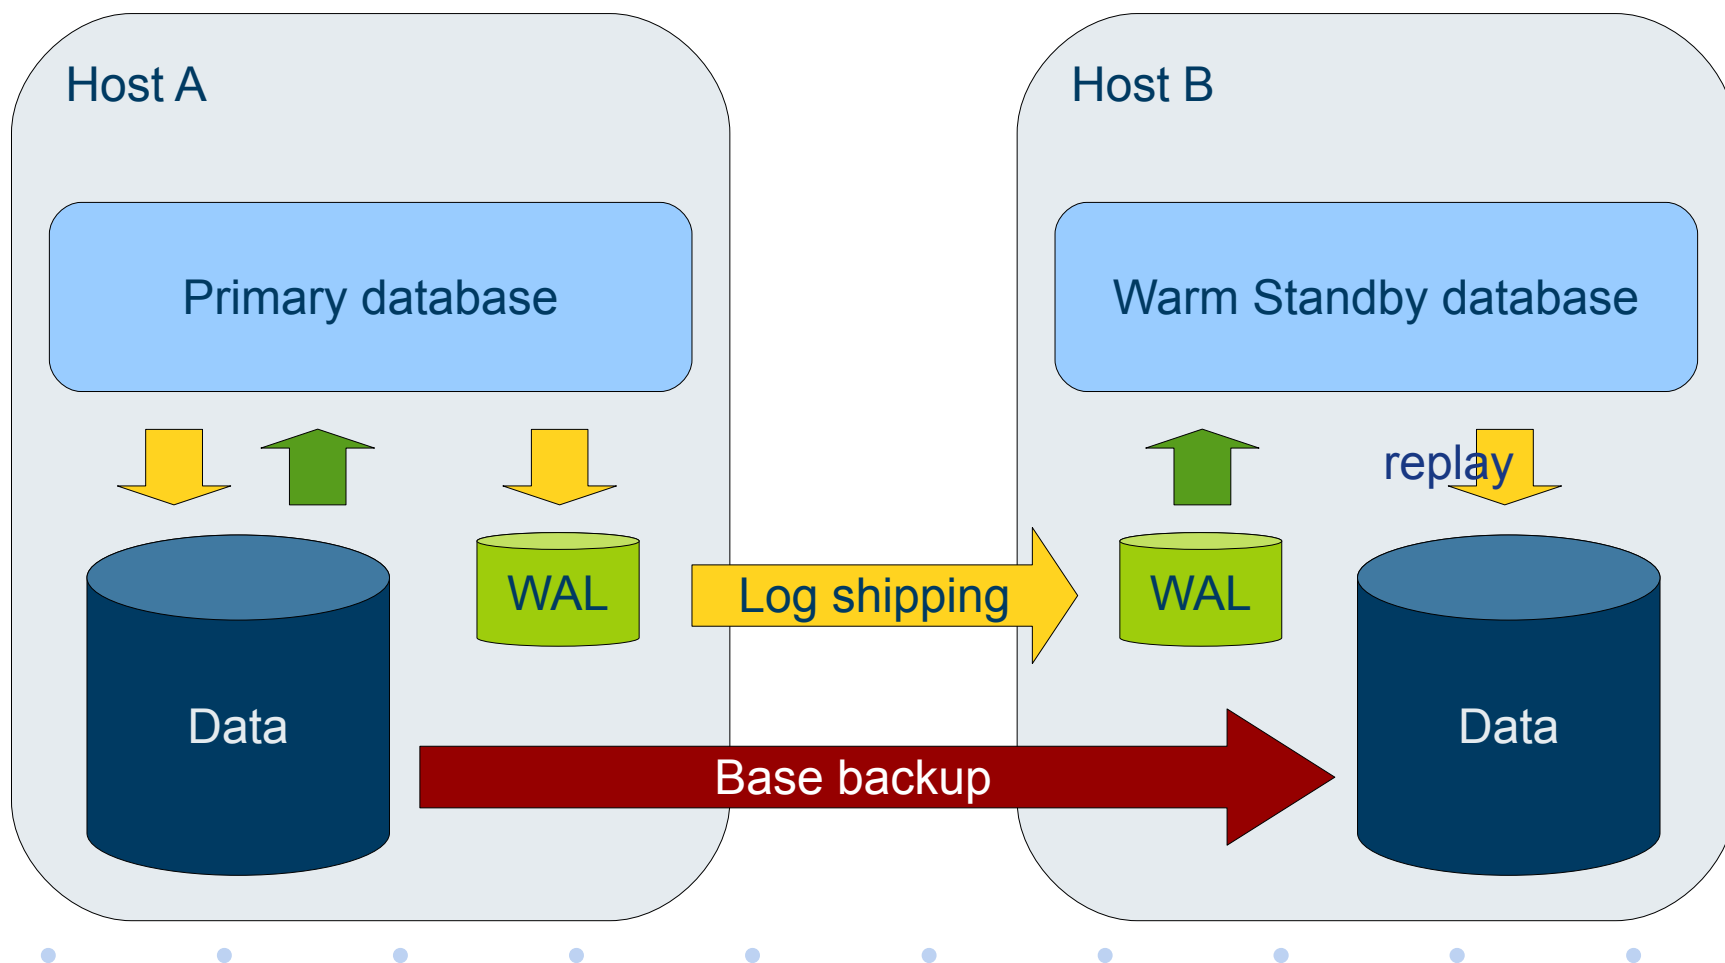 Host A
Host B
Primary database
Warm Standby database
replay
WAL
Log shipping
WAL
Data
Data
Base backup